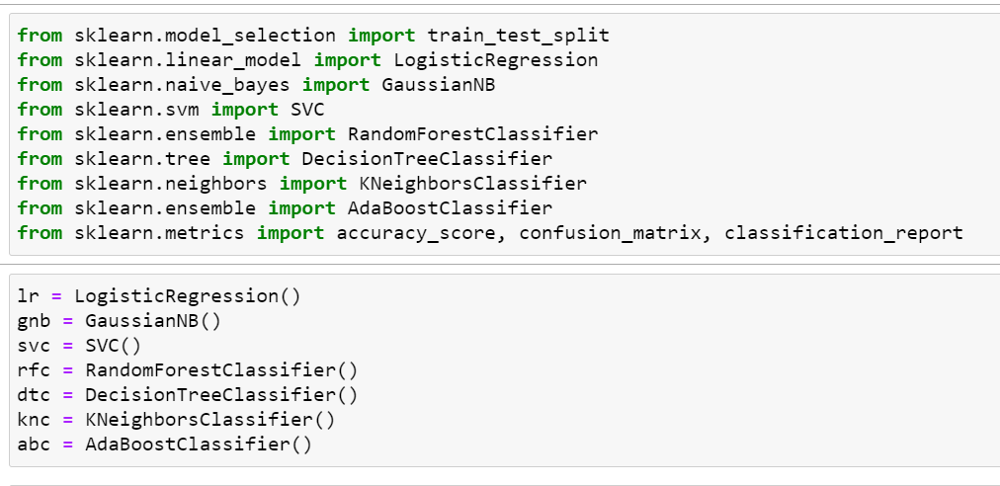 from sklearn.model_selection import train_test_split
from sklearn.linear_model import LogisticRegression
from sklearn.naive_bayes import GaussianNB
from sklearn.svm import SVC
from sklearn.ensemble import RandomForestClassifier
from sklearn.tree import DecisionTreeClassifier
from sklearn.neighbors import KNeighborsClassifier
from sklearn.ensemble import AdaBoostClassifier
from sklearn.metrics import accuracy_score, confusion_matrix, classification_report
lr = LogisticRegression()
gnb = GaussianNB()
svc = SVC()
rfc = RandomForestClassifier()
dtc = DecisionTreeClassifier()
knc = KNeighborsClassifier()
abc = AdaBoostClassifier()